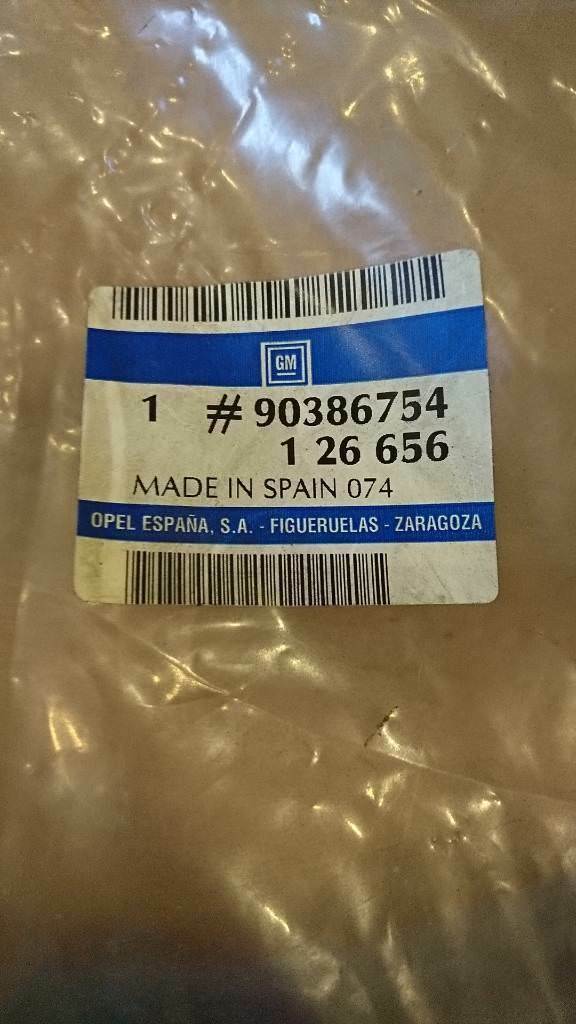 GM
1 # 90386754
1 26 656
MADE IN SPAIN 074
OPEL ESPAÑA, S.A. - FIGUERUELAS - ZARAGOZA